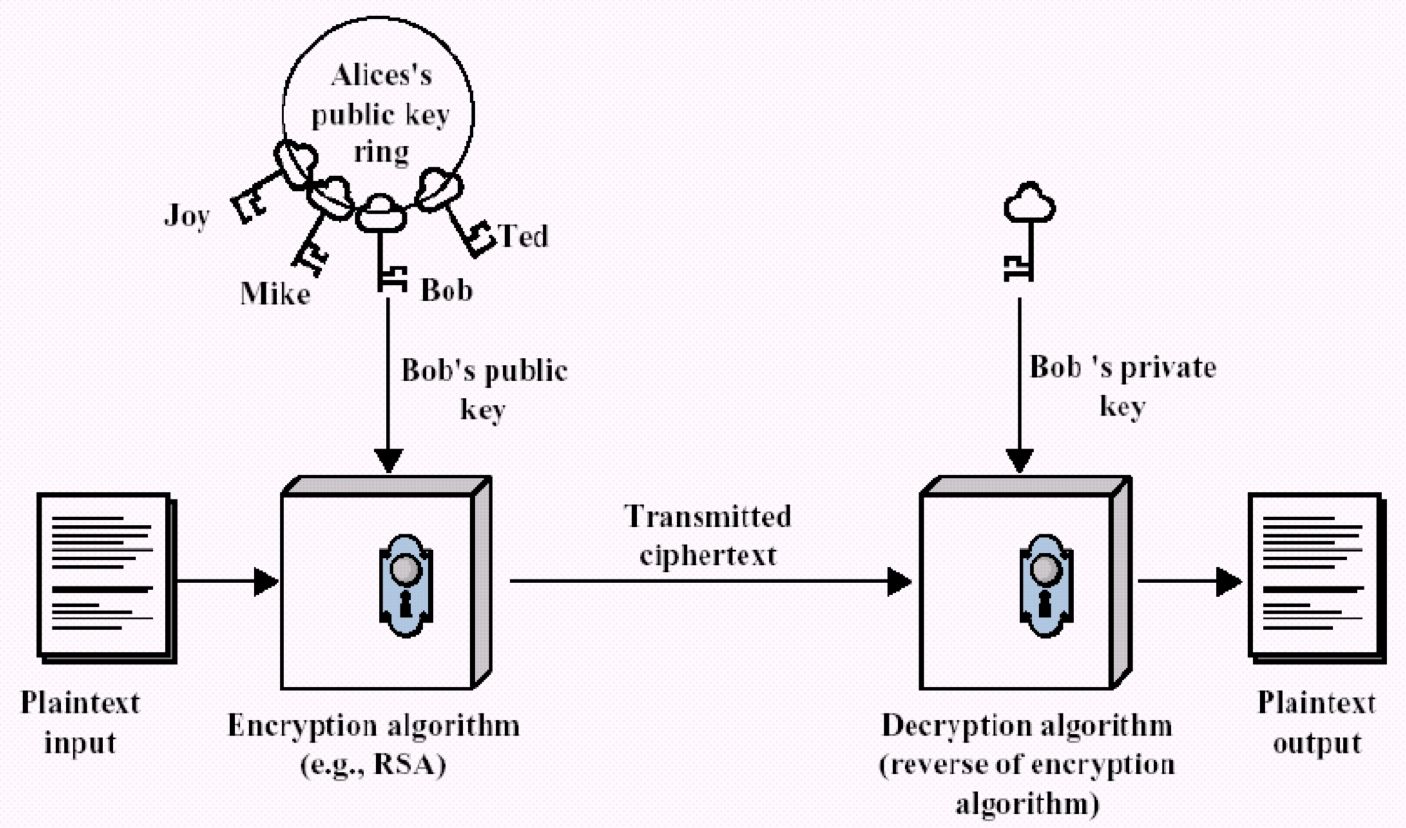 Alices's
public key
ring
Joy
Ted
Mike
Bob
Bob's public
key
Bob 's private
key
Transmitted
ciphertext
Plaintext
input
Encryption algorithm
(e.g., RSA)
Decryption algorithm
(reverse of encryption
algorithm)
Plaintext
output